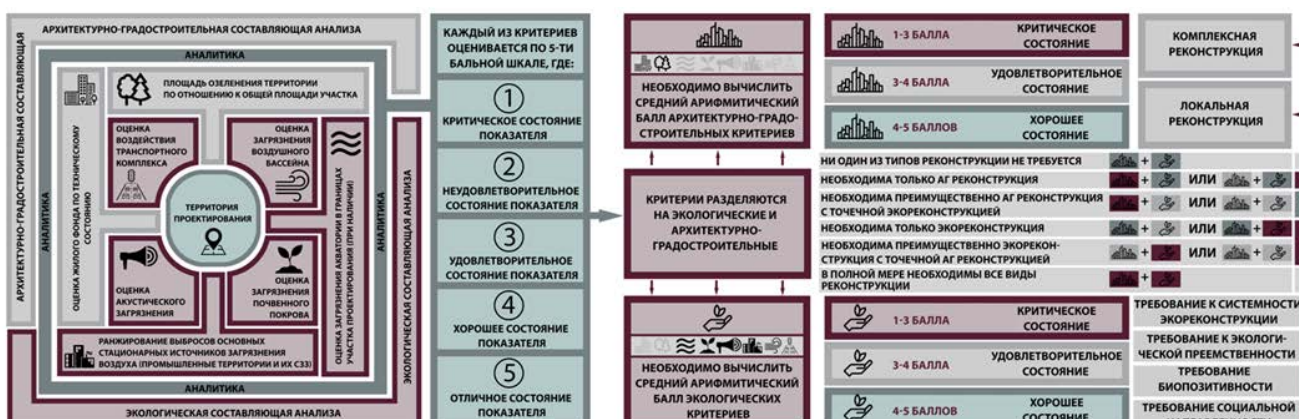 АРХИТЕКТУРНО-ГРАДОСТРОИТЕЛЬНАЯ СОСТАВЛЯЮЩАЯ АНАЛИЗА
АРХИТЕКТУРНО-ГРАДОСТРОИТЕЛЬНАЯ СОСТАВЛЯЮЩАЯ
АНАЛИТИКА
АНАЛИТИКА
ОЦЕНКА ЖИЛОГО ФОНДА ПО ТЕХНИЧЕСКОМУ
СОСТОЯНИЮ
ПЛОЩАДЬ ОЗЕЛЕНЕНИЯ ТЕРРИТОРИИ
ПО ОТНОШЕНИЮ К ОБЩЕЙ ПЛОЩАДИ УЧАСТКА
ОЦЕНКА
ВОЗДЕЙСТВИЯ
ТРАНСПОРТНОГО
КОМПЛЕКСА
ОЦЕНКА
ЗАГРЯЗНЕНИЯ
ВОЗДУШНОГО
БАССЕЙНА
ТЕРРИТОРИЯ
ПРОЕКТИРОВАНИЯ
ОЦЕНКА
АКУСТИЧЕСКОГО
ЗАГРЯЗНЕНИЯ
ОЦЕНКА
ЗАГРЯЗНЕНИЯ
ПОЧВЕННОГО
ПОКРОВА
ОЦЕНКА ЗАГРЯЗНЕНИЯ АКВАТОРИИ В ГРАНИЦАХ
УЧАСТКА ПРОЕКТИРОВАНИЯ (ПРИ НАЛИЧИИ)
АНАЛИТИКА
ЭКОЛОГИЧЕСКАЯ СОСТАВЛЯЮЩАЯ АНАЛИЗА
РАНЖИРОВАНИЕ ВЫБРОСОВ ОСНОВНЫХ
СТАЦИОНАРНЫХ ИСТОЧНИКОВ ЗАГРЯЗНЕНИЯ
ВОЗДУХА (ПРОМЫШЛЕННЫЕ ТЕРРИТОРИИ И ИХ СЗЗ)
АНАЛИТИКА
ЭКОЛОГИЧЕСКАЯ СОСТАВЛЯЮЩАЯ АНАЛИЗА
КАЖДЫЙ ИЗ КРИТЕРИЕВ
ОЦЕНИВАЕТСЯ ПО 5-ТИ
БАЛЬНОЙ ШКАЛЕ, ГДЕ:
1
КРИТИЧЕСКОЕ СОСТОЯНИЕ
ПОКАЗАТЕЛЯ
2
НЕУДОВЛЕТВОРИТЕЛЬНОЕ
СОСТОЯНИЕ ПОКАЗАТЕЛЯ
3
УДОВЛЕТВОРИТЕЛЬНОЕ
СОСТОЯНИЕ ПОКАЗАТЕЛЯ
4
ХОРОШЕЕ СОСТОЯНИЕ
ПОКАЗАТЕЛЯ
5
ОТЛИЧНОЕ СОСТОЯНИЕ
ПОКАЗАТЕЛЯ
НЕОБХОДИМО ВЫЧИСЛИТЬ
СРЕДНИЙ АРИФМИТИЧЕСКИЙ
БАЛЛ АРХИТЕКТУРНО-ГРАДО-
СТРОИТЕЛЬНЫХ КРИТЕРИЕВ
КРИТЕРИИ РАЗДЕЛЯЮТСЯ
НА ЭКОЛОГИЧЕСКИЕ И
АРХИТЕКТУРНО-
ГРАДОСТРОИТЕЛЬНЫЕ
НЕОБХОДИМО ВЫЧИСЛИТЬ
СРЕДНИЙ АРИФМИТИЧЕСКИЙ
БАЛЛ ЭКОЛОГИЧЕСКИХ
КРИТЕРИЕВ
1-3 БАЛЛА КРИТИЧЕСКОЕ
СОСТОЯНИЕ
3-4 БАЛЛА УДОВЛЕТВОРИТЕЛЬНОЕ
СОСТОЯНИЕ
4-5 БАЛЛОВ ХОРОШЕЕ
СОСТОЯНИЕ
КОМПЛЕКСНАЯ
РЕКОНСТРУКЦИЯ
ЛОКАЛЬНАЯ
РЕКОНСТРУКЦИЯ
НИ ОДИН ИЗ ТИПОВ РЕКОНСТРУКЦИИ НЕ ТРЕБУЕТСЯ +
НЕОБХОДИМА ТОЛЬКО АГ РЕКОНСТРУКЦИЯ + ИЛИ +
НЕОБХОДИМА ПРЕИМУЩЕСТВЕННО АГ РЕКОНСТРУКЦИЯ
С ТОЧЕЧНОЙ ЭКОРЕКОНСТРУКЦИЕЙ + ИЛИ +
НЕОБХОДИМА ТОЛЬКО ЭКОРЕКОНСТРУКЦИЯ + ИЛИ +
НЕОБХОДИМА ПРЕИМУЩЕСТВЕННО ЭКОРЕКОН-
СТРУКЦИЯ С ТОЧЕЧНОЙ АГ РЕКОНСТРУКЦИЕЙ + ИЛИ +
В ПОЛНОЙ МЕРЕ НЕОБХОДИМЫ ВСЕ ВИДЫ
РЕКОНСТРУКЦИИ +
1-3 БАЛЛА КРИТИЧЕСКОЕ
СОСТОЯНИЕ
3-4 БАЛЛА УДОВЛЕТВОРИТЕЛЬНОЕ
СОСТОЯНИЕ
4-5 БАЛЛОВ ХОРОШЕЕ
СОСТОЯНИЕ
ТРЕБОВАНИЕ К СИСТЕМНОСТИ
ЭКОРЕКОНСТРУКЦИИ
ТРЕБОВАНИЕ К ЭКОЛОГИ-
ЧЕСКОЙ ПРЕЕМСТВЕННОСТИ
ТРЕБОВАНИЕ
БИОПОЗИТИВНОСТИ
ТРЕБОВАНИЕ СОЦИАЛЬНОЙ